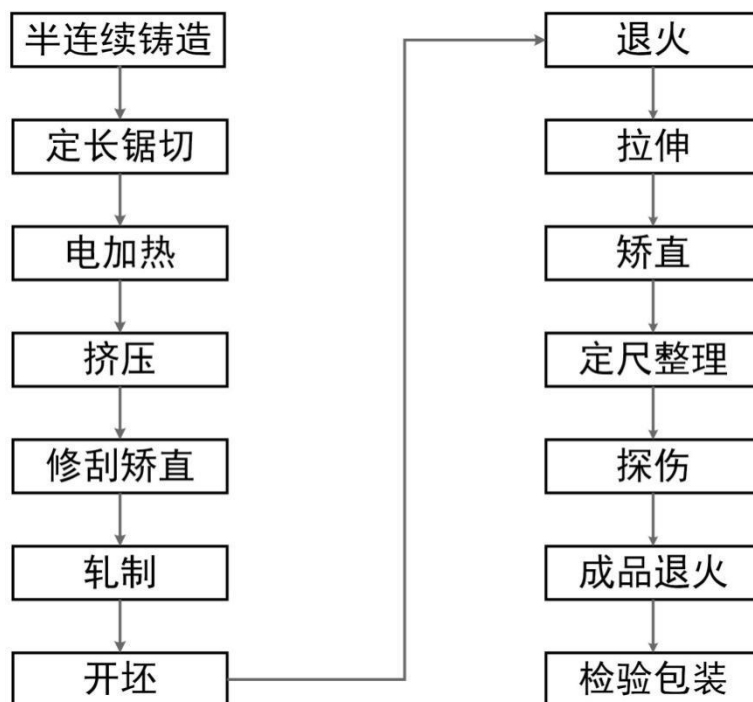 半连续铸造
定长锯切
电加热
挤压
修刮矫直
轧制
开坯
退火
拉伸
矫直
定尺整理
探伤
成品退火
检验包装